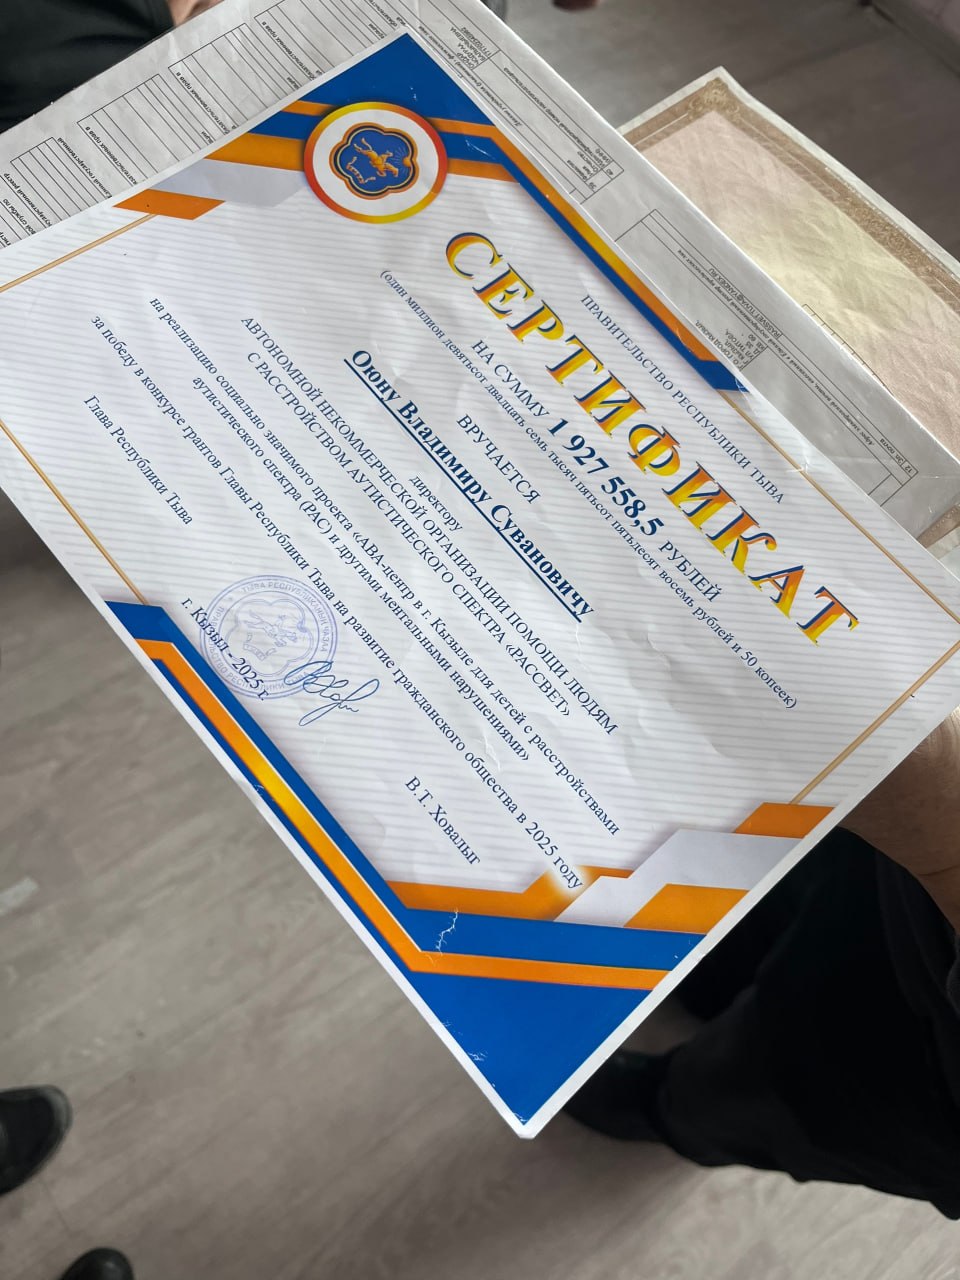 ПРАВИТЕЛЬСТВО РЕСПУБЛИКИ ТЫВА
СЕРТИФИКАТ
НА СУММУ 1 927 558,5 РУБЛЕЙ
(один миллион девятьсот двадцать семь тысяч пятьсот пятьдесят восемь рублей и 50 копеек)
ВРУЧАЕТСЯ
Оюну Владимиру Сувановичу
директору
АВТОНОМНОЙ НЕКОММЕРЧЕСКОЙ ОРГАНИЗАЦИИ ПОМОЩИ ЛЮДЯМ
С РАССТРОЙСТВОМ АУТИСТИЧЕСКОГО СПЕКТРА «РАССВЕТ»
на реализацию социально значимого проекта «АВА-центр в г. Кызыле для детей с расстройствами
аутистического спектра (РАС) и другими ментальными нарушениями»
за победу в конкурсе грантов Главы Республики Тыва на развитие гражданского общества в 2025 году
Глава Республики Тыва
В.Т. Ховалыг
г. Кызыл - 2025 г.